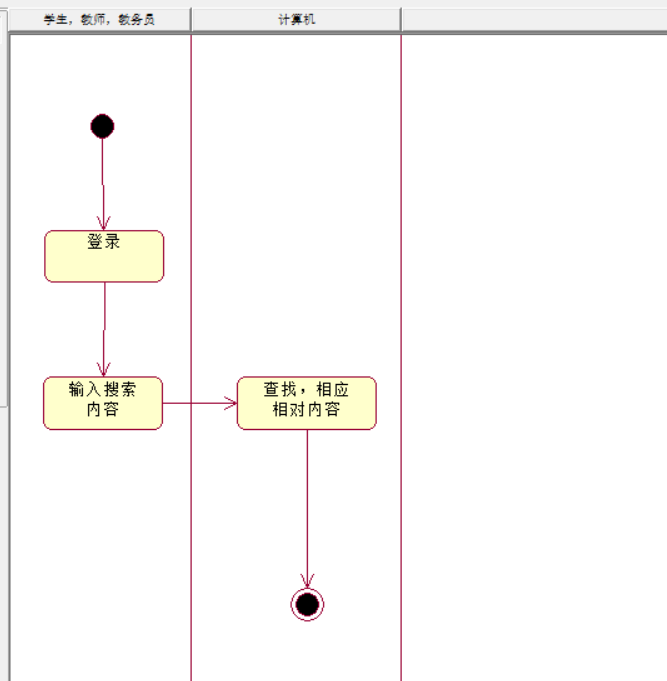 学生，教师，教务员
计算机
登录
输入搜索
内容
查找，相应
相对内容